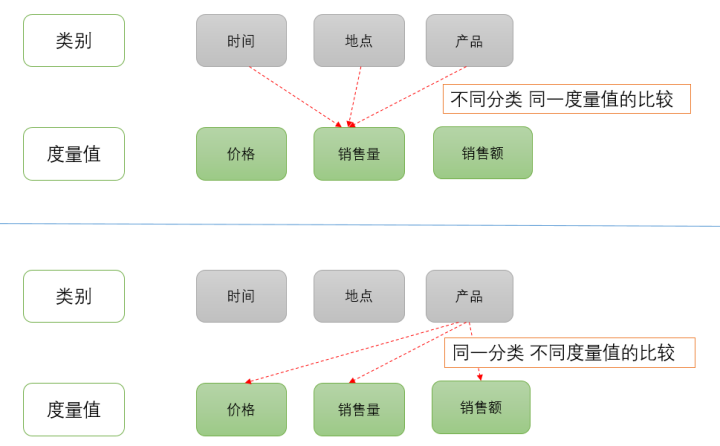 类别
时间
地点
产品
不同分类 同一度量值的比较
度量值
价格
销售量
销售额
类别
时间
地点
产品
同一分类 不同度量值的比较
度量值
价格
销售量
销售额